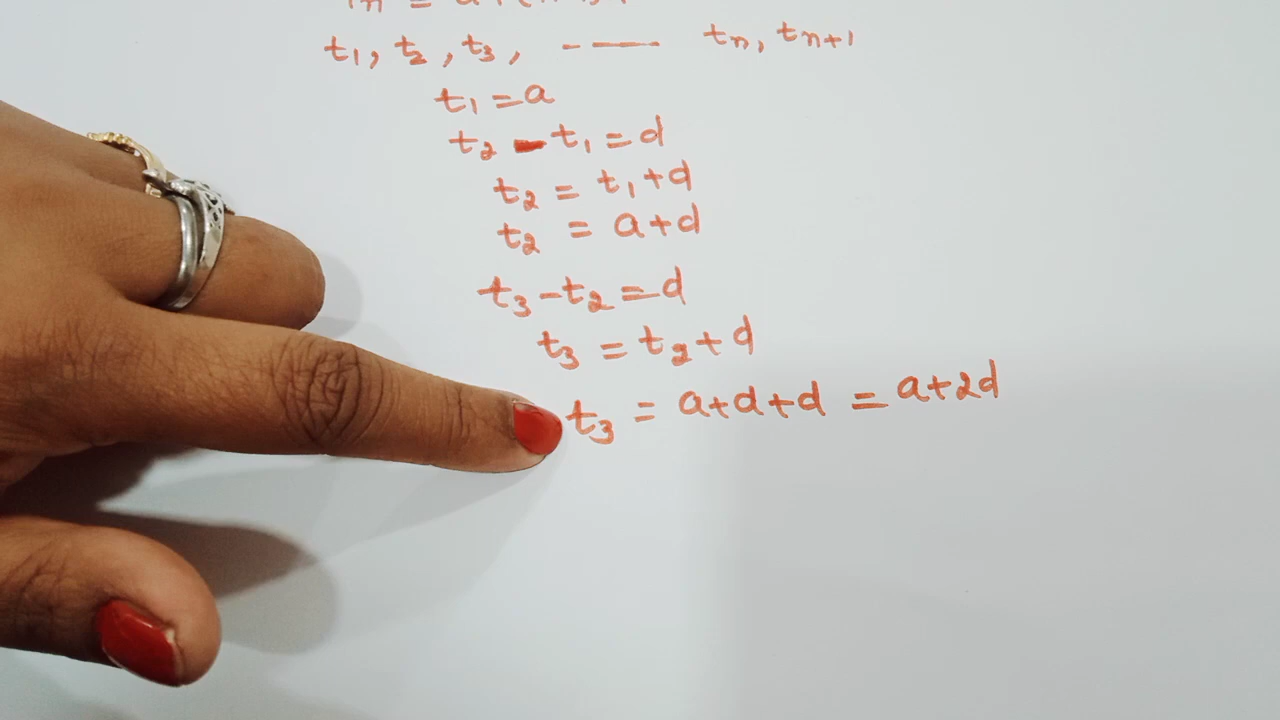 t₁, t₂, t₃, ----- tₙ, tₙ₊₁
t₁ = a
t₂ - t₁ = d
t₂ = t₁+d
t₂ = a+d
t₃-t₂=d
t₃ = t₂+d
t₃ = a+d+d = a+2d